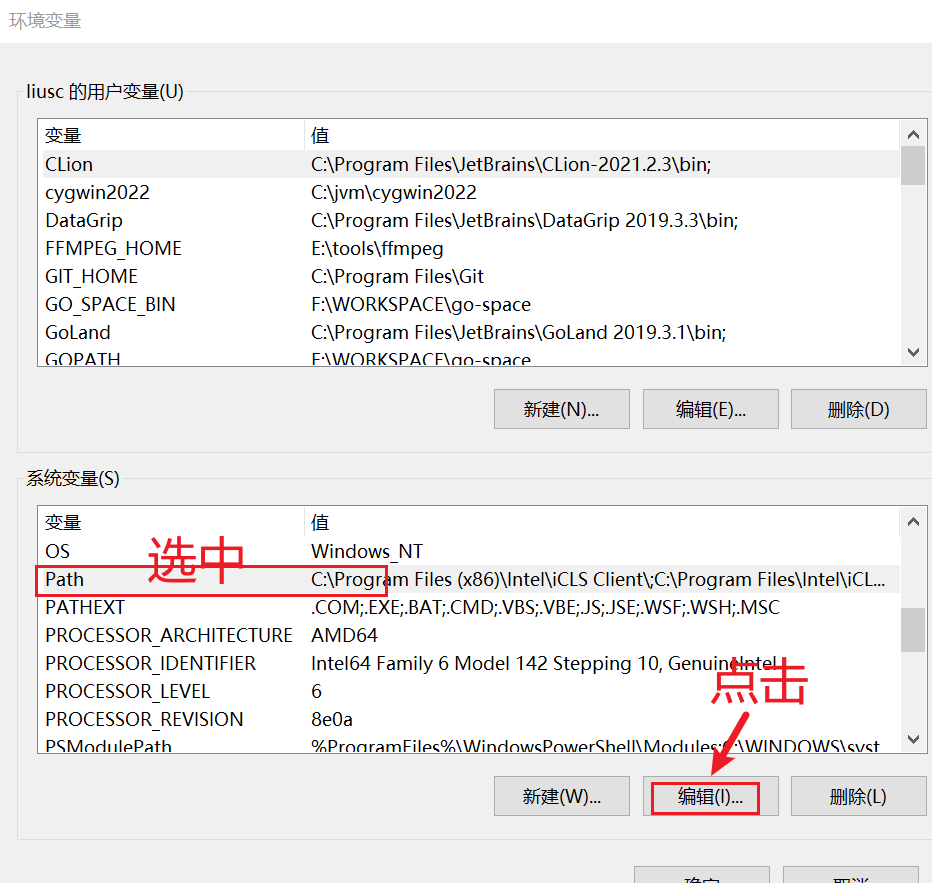 环境变量
liusc 的用户变量(U)
变量 值
CLion C:\Program Files\JetBrains\CLion-2021.2.3\bin;
cygwin2022 C:\jvm\cygwin2022
DataGrip C:\Program Files\JetBrains\DataGrip 2019.3.3\bin;
FFMPEG_HOME E:\tools\ffmpeg
GIT_HOME C:\Program Files\Git
GO_SPACE_BIN F:\WORKSPACE\go-space
GoLand C:\Program Files\JetBrains\GoLand 2019.3.1\bin;
GOPATH F:\WORKSPACE\go-space
新建(N)... 编辑(E)... 删除(D)
系统变量(S)
变量 值
OS Windows_NT
选中
Path C:\Program Files (x86)\Intel\iCLS Client\;C:\Program Files\Intel\iCL...
PATHEXT .COM;.EXE;.BAT;.CMD;.VBS;.VBE;.JS;.JSE;.WSF;.WSH;.MSC
PROCESSOR_ARCHITECTURE AMD64
PROCESSOR_IDENTIFIER Intel64 Family 6 Model 142 Stepping 10, GenuineIntel
PROCESSOR_LEVEL 6
点击
PROCESSOR_REVISION 8e0a
PSModulePath %ProgramFiles%\WindowsPowerShell\Modules;C:\WINDOWS\syst
新建(W)... 编辑(I)... 删除(L)
确定 取消